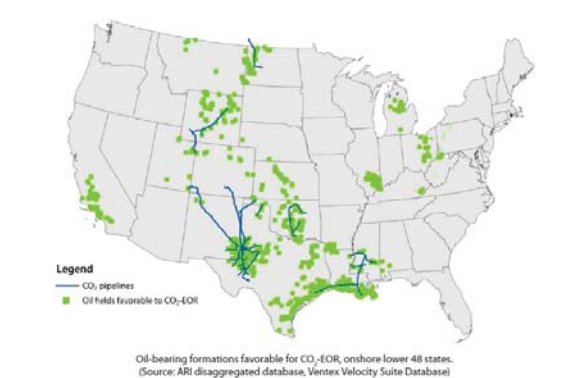 Legend
CO₂ pipelines
Oil fields favorable to CO₂-EOR
Oil-bearing formations favorable for CO₂-EOR, onshore lower 48 states.
(Source: ARI disaggregated database, Ventex Velocity Suite Database)